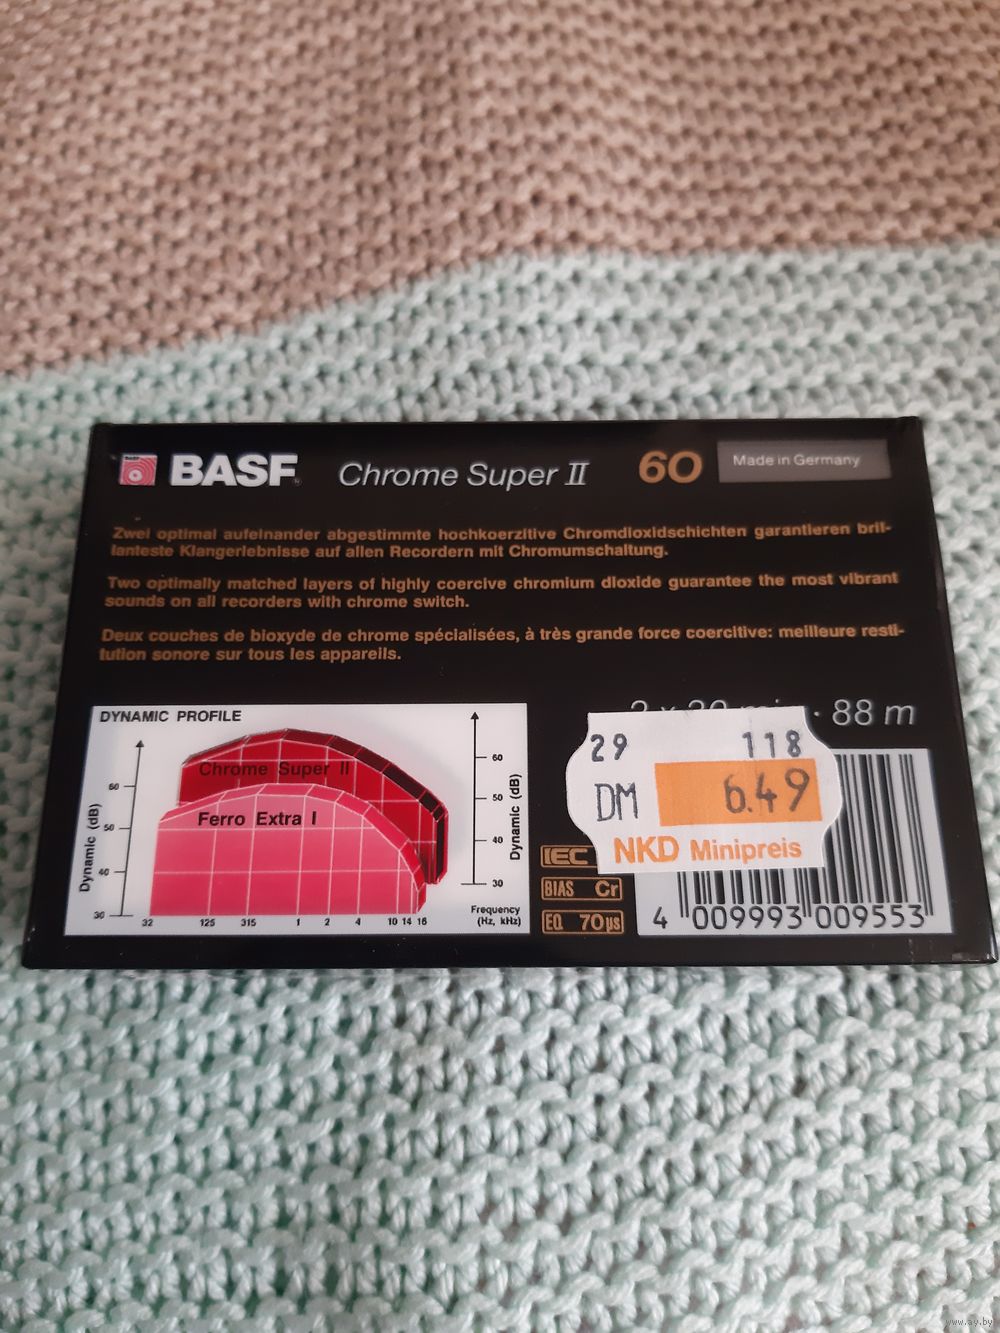 BASF
BASF Chrome Super II 60 Made in Germany
Zwei optimal aufeinander abgestimmte hochkoerzitive Chromdioxidschichten garantieren bril-
lanteste Klangerlebnisse auf allen Recordern mit Chromumschaltung.
Two optimally matched layers of highly coercive chromium dioxide guarantee the most vibrant
sounds on all recorders with chrome switch.
Deux couches de bioxyde de chrome spécialisées, à très grande force coercitive: meilleure resti-
tution sonore sur tous les appareils.
DYNAMIC PROFILE
Chrome Super II
Ferro Extra I
Dynamic (dB)
60
50
40
30
32 125 315 1 2 4 10 14 16
Frequency
(Hz, kHz)
60
50
40
30
Dynamic (dB)
· 88 m
29 118
DM 6.49
NKD Minipreis
IEC
BIAS Cr
EQ. 70µs
4 009993 009553
www.ay.by